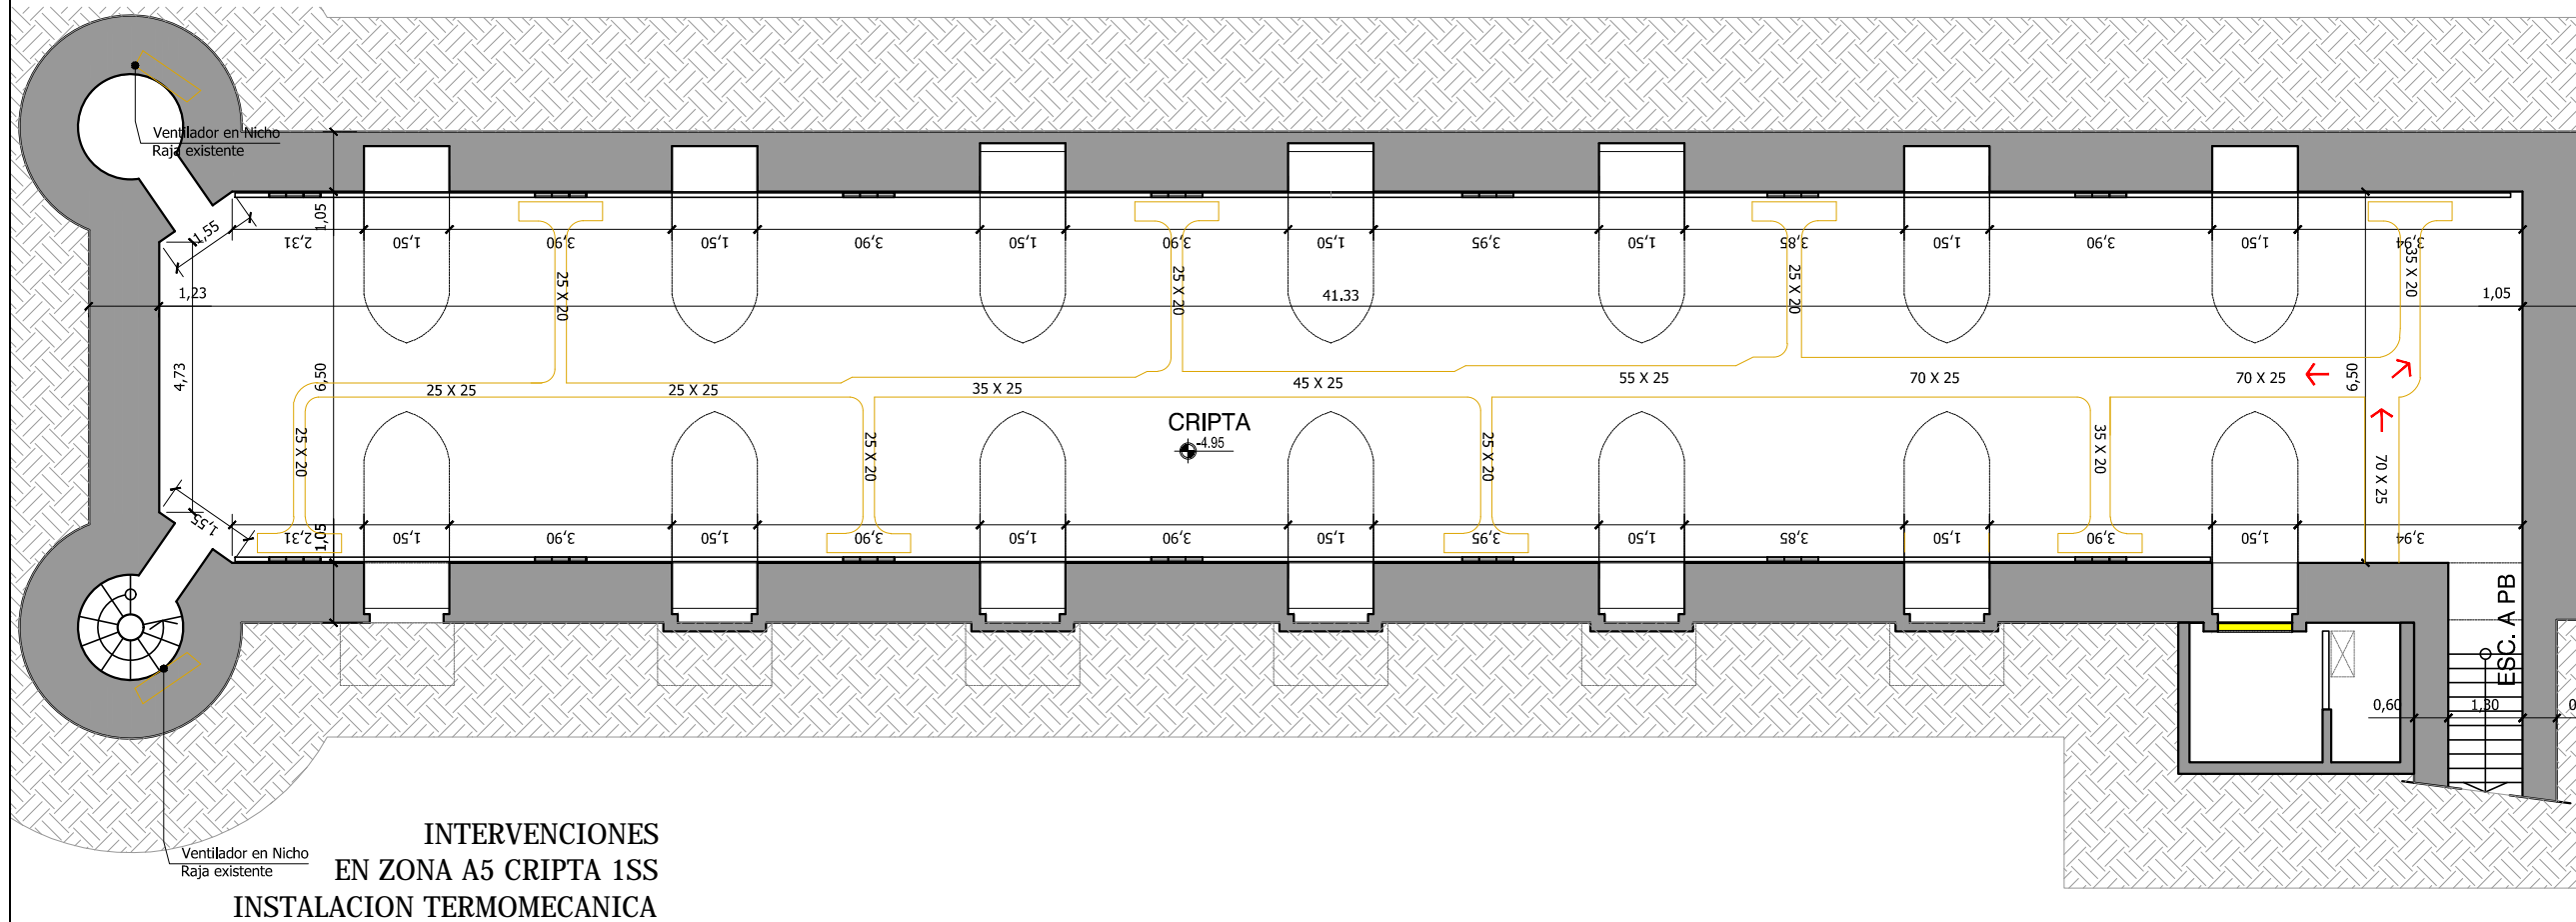 Ventilador en Nicho
Raja existente
1,55
2,31
1,05
1,50
3,90
1,50
3,90
1,50
3,90
1,50
3,95
1,50
3,85
1,50
3,90
1,50
3,94
1,23
25 X 20
25 X 20
41.33
25 X 20
35 X 20
1,05
4,73
6,50
25 X 25
25 X 25
35 X 25
45 X 25
55 X 25
70 X 25
70 X 25
6,50
CRIPTA
-4.95
25 X 20
25 X 20
25 X 20
35 X 20
70 X 25
1,55
2,31
1,05
1,50
3,90
1,50
3,90
1,50
3,90
1,50
3,95
1,50
3,85
1,50
3,90
1,50
3,94
ESC. A PB
0,60
1,30
0
Ventilador en Nicho
Raja existente
INTERVENCIONES
EN ZONA A5 CRIPTA 1SS
INSTALACION TERMOMECANICA